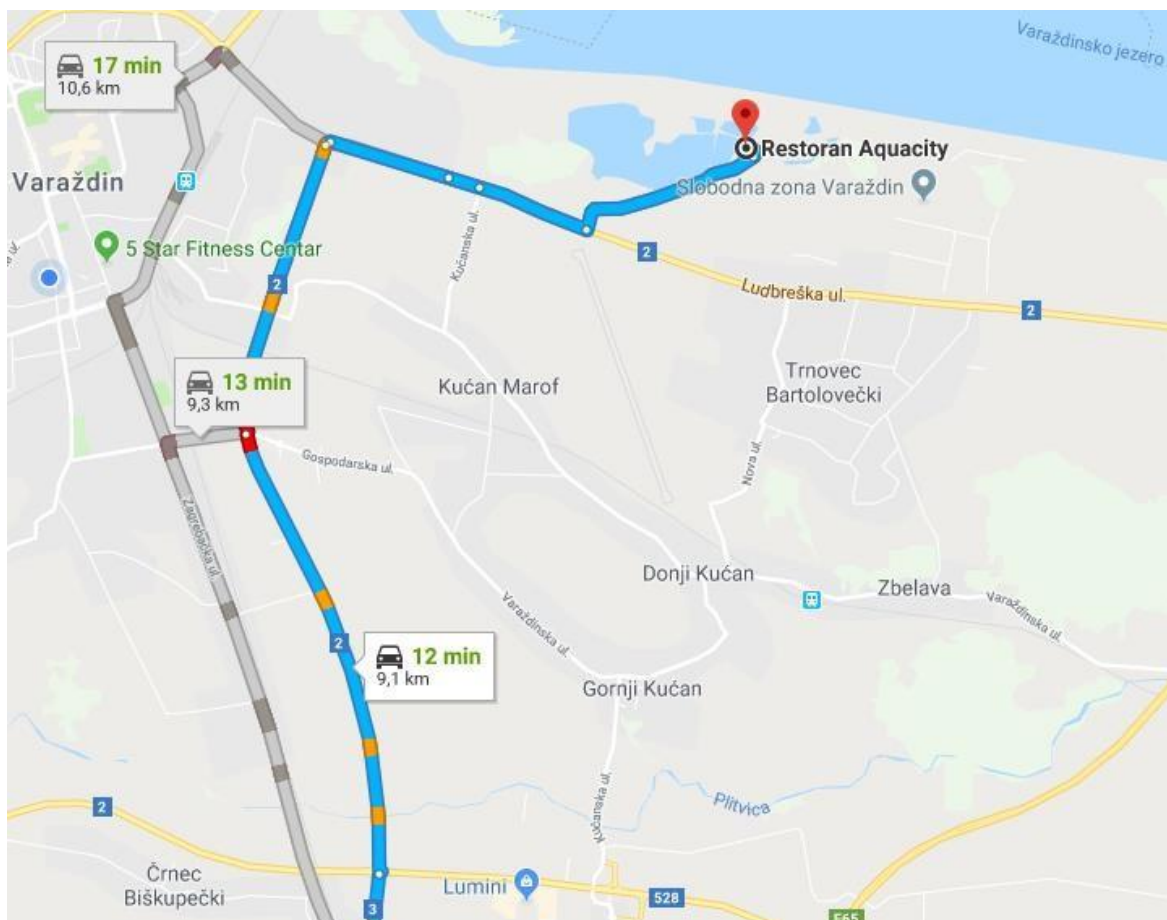 Varaždinsko jezero
17 min
10,6 km
Restoran Aquacity
Varaždin
Slobodna zona Varaždin
5 Star Fitness Centar
Kućanska ul.
2
2
Ludbreška ul.
2
13 min
9,3 km
Kućan Marof
Trnovec
Bartolovečki
Gospodarska ul.
Nova ul.
Zagrebačka ul.
Donji Kućan
Zbelava
Varaždinska ul.
Varaždinska ul.
2
12 min
9,1 km
Gornji Kućan
2
Plitvica
Kučanska ul.
Črnec
Biškupečki
Lumini
528
3
E65